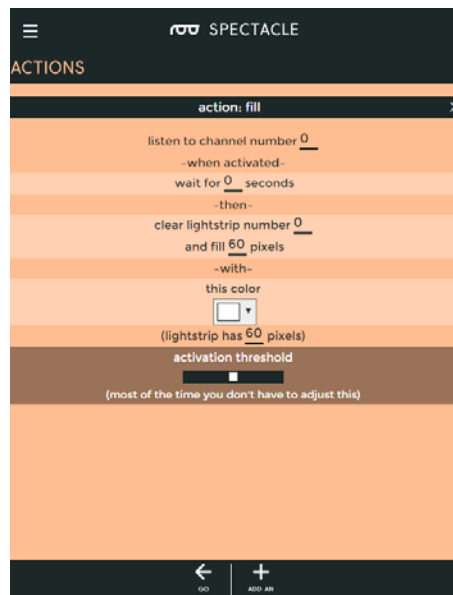 SPECTACLE
ACTIONS
action: fill
listen to channel number 0
-when activated-
wait for 0 seconds
-then-
clear lightstrip number 0
and fill 60 pixels
-with-
this color
(lightstrip has 60 pixels)
activation threshold
(most of the time you don't have to adjust this)
GO
ADD AN